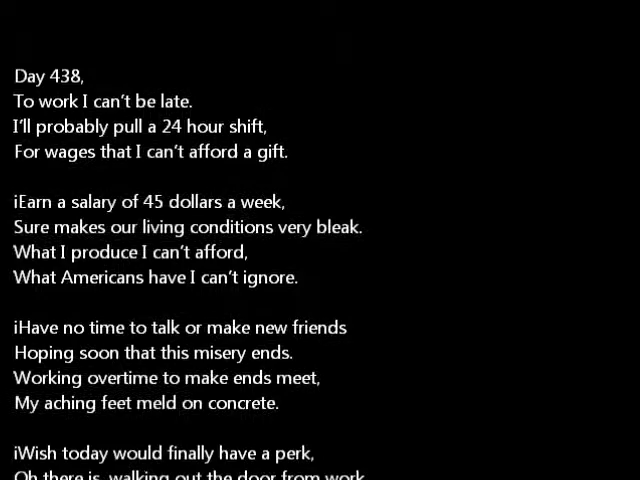 Day 438,
To work I can't be late.
I'll probably pull a 24 hour shift,
For wages that I can't afford a gift.
iEarn a salary of 45 dollars a week,
Sure makes our living conditions very bleak.
What I produce I can't afford,
What Americans have I can't ignore.
iHave no time to talk or make new friends
Hoping soon that this misery ends.
Working overtime to make ends meet,
My aching feet meld on concrete.
iWish today would finally have a perk,
Oh there is, walking out the door from work